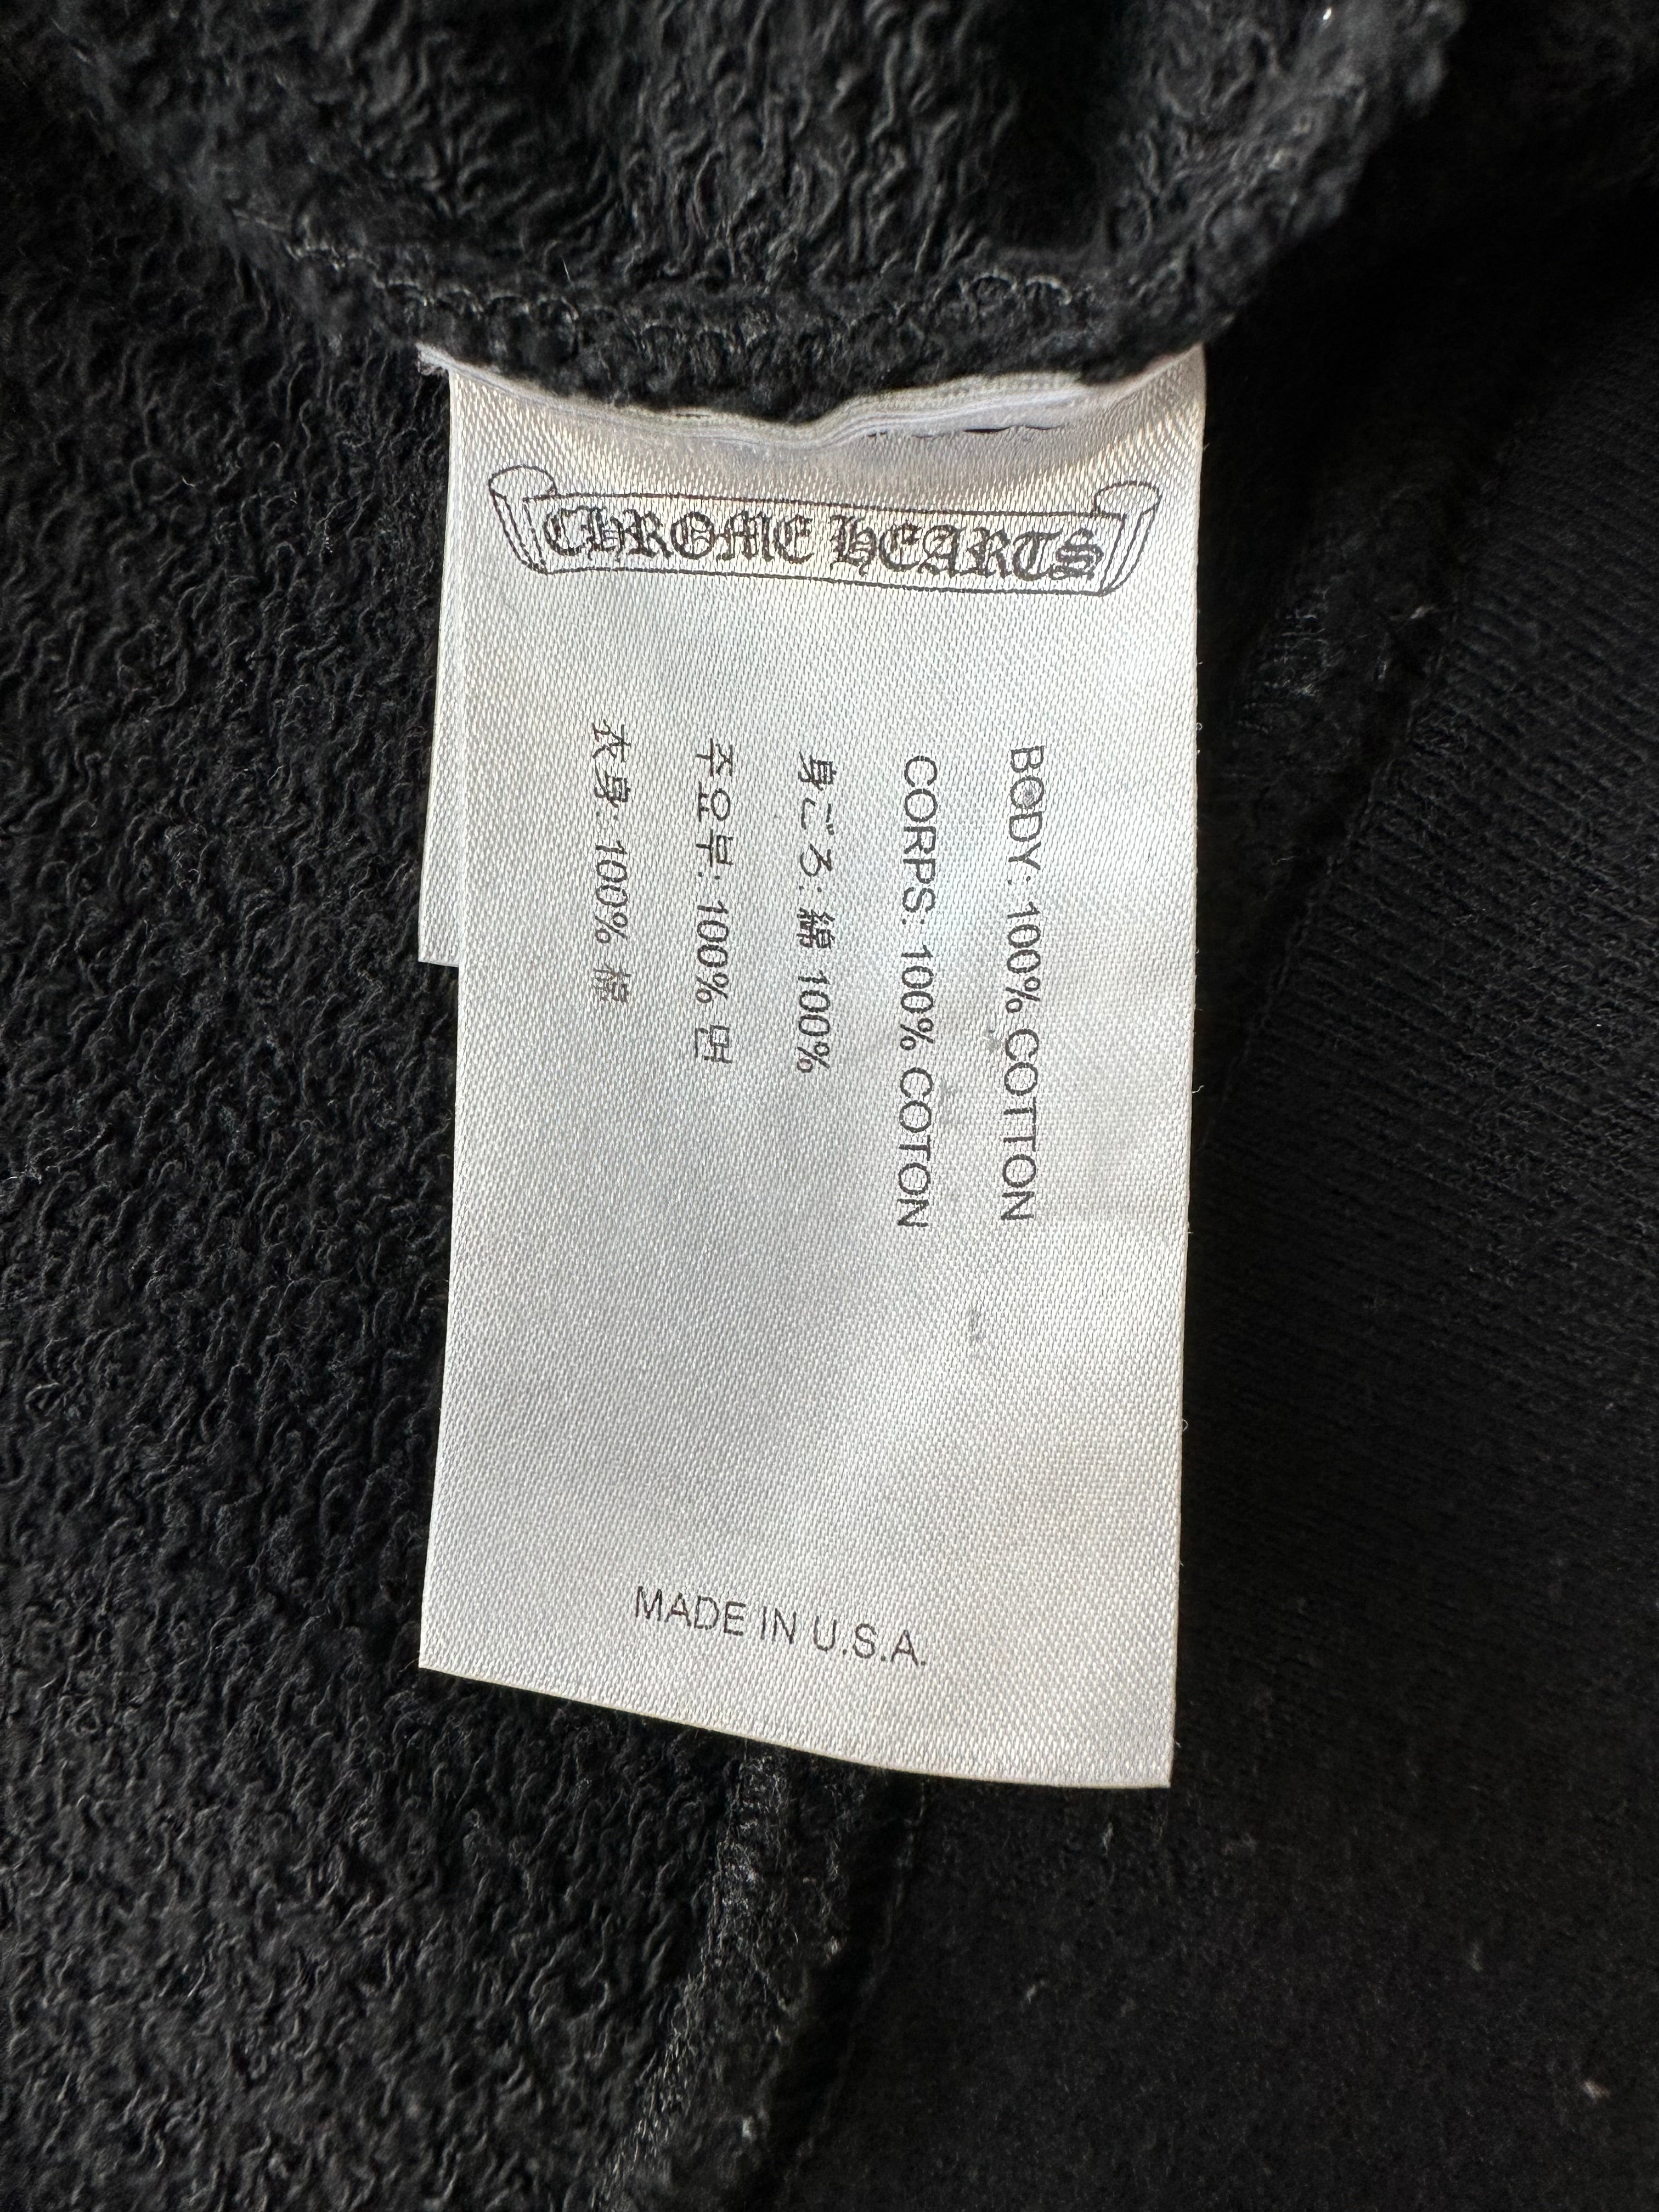 CHROME HEARTS
BODY: 100% COTTON
CORPS: 100% COTON
身ごろ: 綿 100%
주요부: 100% 면
衣身: 100% 棉
MADE IN U.S.A.